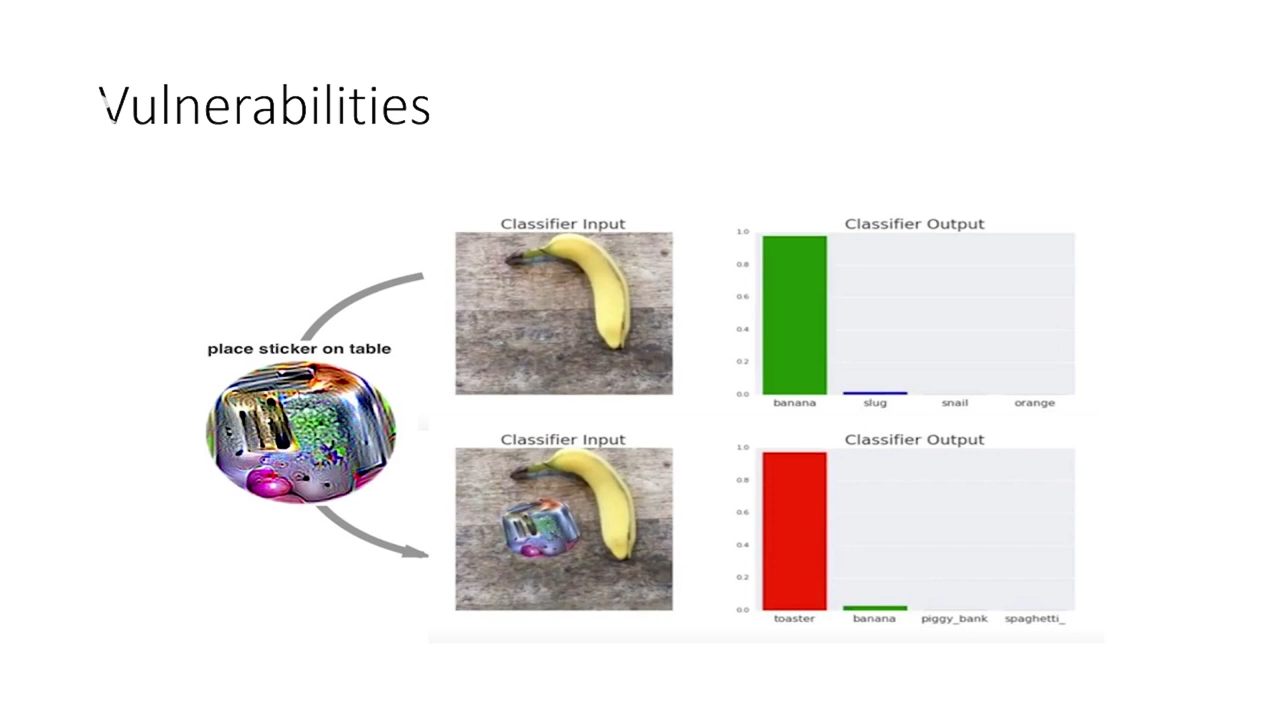 Vulnerabilities
Classifier Input
Classifier Output
1.0
0.8
0.6
0.4
0.2
0.0
banana slug snail orange
place sticker on table
Classifier Input
Classifier Output
1.0
0.8
0.6
0.4
0.2
0.0
toaster banana piggy_bank spaghetti_